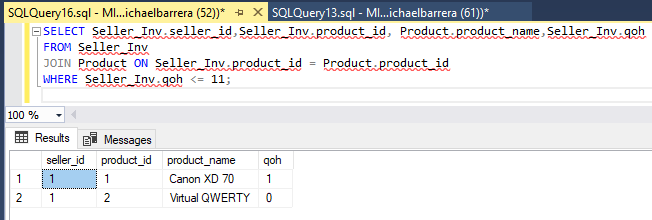 SQLQuery16.sql - MI...ichaelbarrera (52))* SQLQuery13.sql - MI...ichaelbarrera (61))*
SELECT Seller_Inv.seller_id,Seller_Inv.product_id, Product.product_name,Seller_Inv.qoh
FROM Seller_Inv
JOIN Product ON Seller_Inv.product_id = Product.product_id
WHERE Seller_Inv.qoh <= 11;
100 %
Results Messages
seller_id product_id product_name qoh
1 1 1 Canon XD 70 1
2 1 2 Virtual QWERTY 0